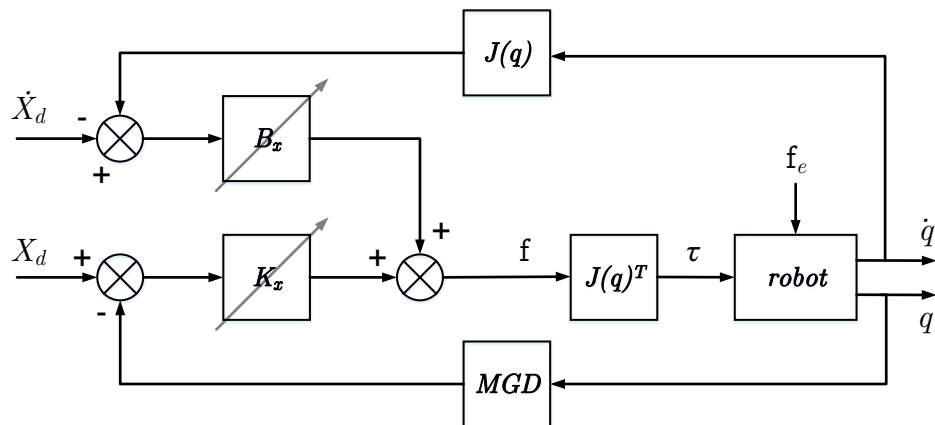 J(q)
Ẋ_d
-
+
B_x
f_e
+
q̇
X_d
+
-
K_x
+
f
J(q)^T
τ
robot
q
MGD